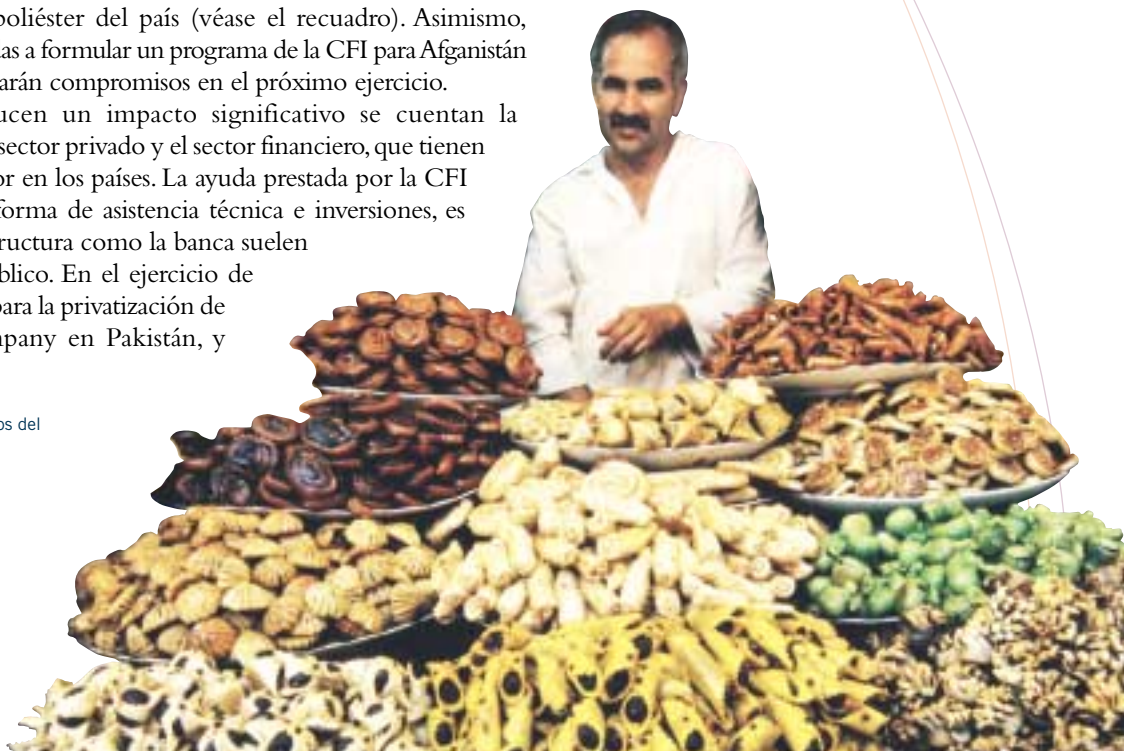 poliéster del país (véase el recuadro). Asimismo,
as a formular un programa de la CFI para Afganistán
arán compromisos en el próximo ejercicio.
ucen un impacto significativo se cuentan la
sector privado y el sector financiero, que tienen
or en los países. La ayuda prestada por la CFI
forma de asistencia técnica e inversiones, es
ructura como la banca suelen
blico. En el ejercicio de
para la privatización de
mpany en Pakistán, y
os del